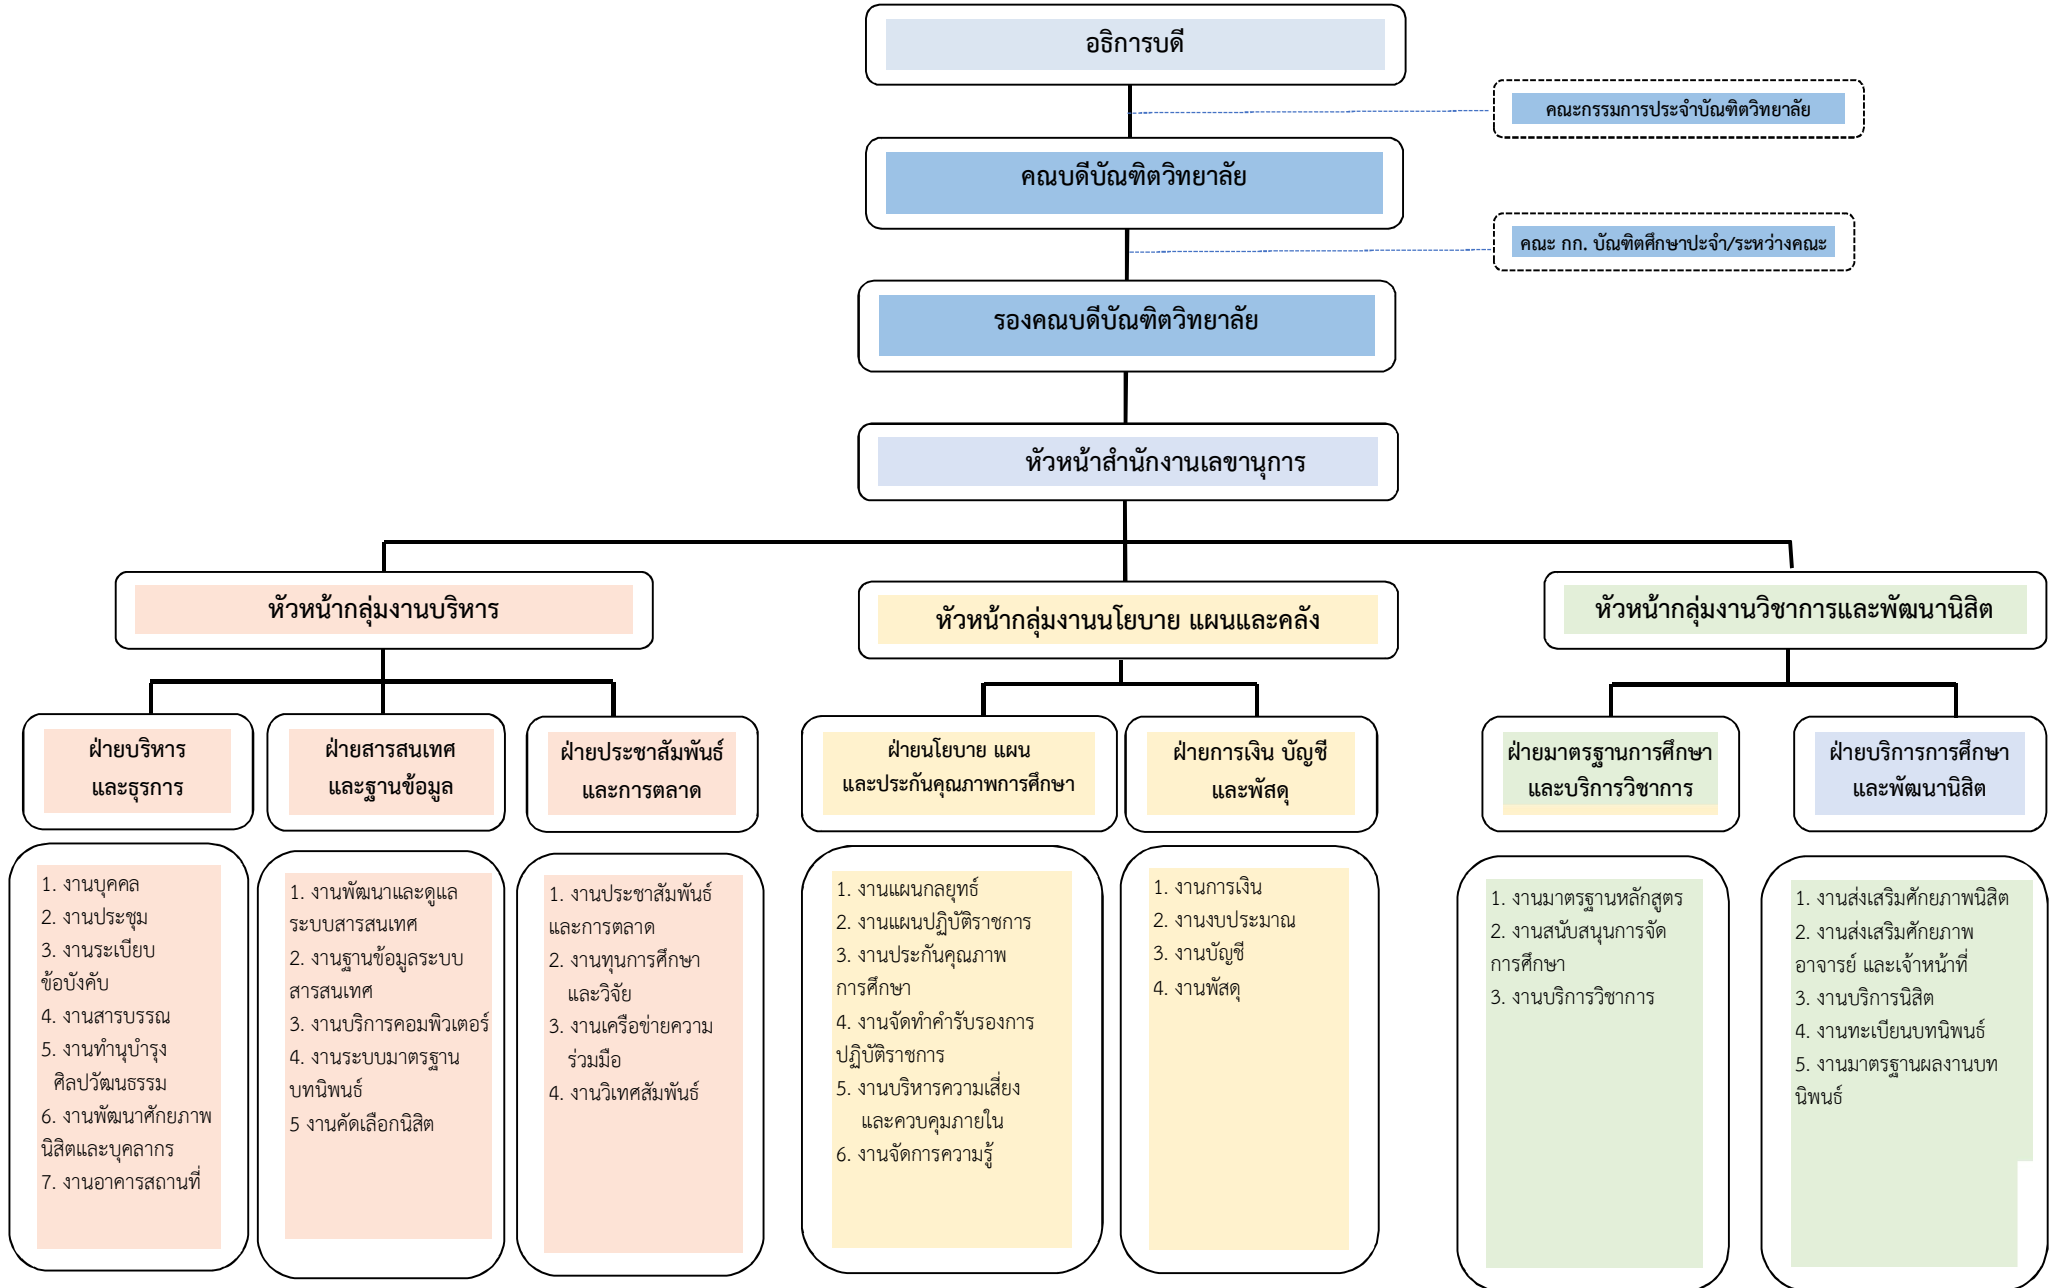 อธิการบดี
คณะกรรมการประจำบัณฑิตวิทยาลัย
คณบดีบัณฑิตวิทยาลัย
คณะ กก. บัณฑิตศึกษาปะจำ/ระหว่างคณะ
รองคณบดีบัณฑิตวิทยาลัย
หัวหน้าสำนักงานเลขานุการ
หัวหน้ากลุ่มงานบริหาร
หัวหน้ากลุ่มงานนโยบาย แผนและคลัง
หัวหน้ากลุ่มงานวิชาการและพัฒนานิสิต
ฝ่ายบริหาร
และธุรการ
ฝ่ายสารสนเทศ
และฐานข้อมูล
ฝ่ายประชาสัมพันธ์
และการตลาด
ฝ่ายนโยบาย แผน
และประกันคุณภาพการศึกษา
ฝ่ายการเงิน บัญชี
และพัสดุ
ฝ่ายมาตรฐานการศึกษา
และบริการวิชาการ
ฝ่ายบริการการศึกษา
และพัฒนานิสิต
1. งานบุคคล
2. งานประชุม
3. งานระเบียบ
ข้อบังคับ
4. งานสารบรรณ
5. งานทำนุบำรุง
ศิลปวัฒนธรรม
6. งานพัฒนาศักยภาพ
นิสิตและบุคลากร
7. งานอาคารสถานที่
1. งานพัฒนาและดูแล
ระบบสารสนเทศ
2. งานฐานข้อมูลระบบ
สารสนเทศ
3. งานบริการคอมพิวเตอร์
4. งานระบบมาตรฐาน
บทนิพนธ์
5 งานคัดเลือกนิสิต
1. งานประชาสัมพันธ์
และการตลาด
2. งานทุนการศึกษา
และวิจัย
3. งานเครือข่ายความ
ร่วมมือ
4. งานวิเทศสัมพันธ์
1. งานแผนกลยุทธ์
2. งานแผนปฏิบัติราชการ
3. งานประกันคุณภาพ
การศึกษา
4. งานจัดทำคำรับรองการ
ปฏิบัติราชการ
5. งานบริหารความเสี่ยง
และควบคุมภายใน
6. งานจัดการความรู้
1. งานการเงิน
2. งานงบประมาณ
3. งานบัญชี
4. งานพัสดุ
1. งานมาตรฐานหลักสูตร
2. งานสนับสนุนการจัด
การศึกษา
3. งานบริการวิชาการ
1. งานส่งเสริมศักยภาพนิสิต
2. งานส่งเสริมศักยภาพ
อาจารย์ และเจ้าหน้าที่
3. งานบริการนิสิต
4. งานทะเบียนบทนิพนธ์
5. งานมาตรฐานผลงานบท
นิพนธ์